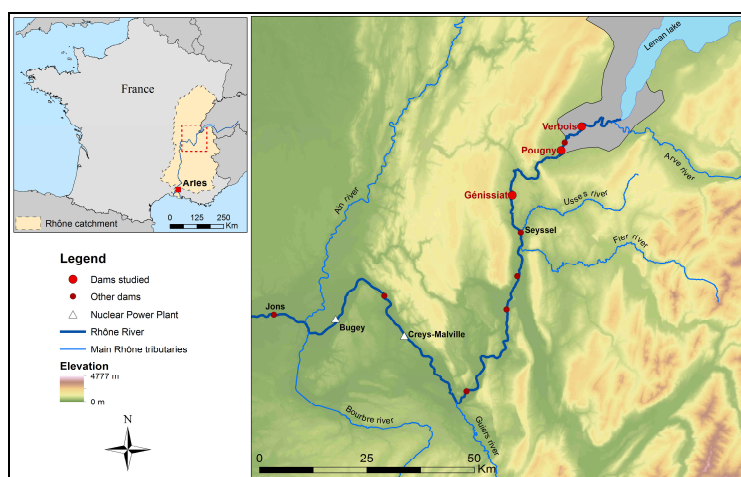 France
Arles
0 125 250
Km
Rhône catchment
Legend
Dams studied
Other dams
Nuclear Power Plant
Rhône River
Main Rhône tributaries
Elevation
4777 m
0 m
N
Leman lake
Verbois
Pougny
Arve river
Génissiat
Usses river
Ain river
Seyssel
Fier river
Jons
Bugey
Creys-Malville
Bourbre river
Guiers river
0 25 50
Km